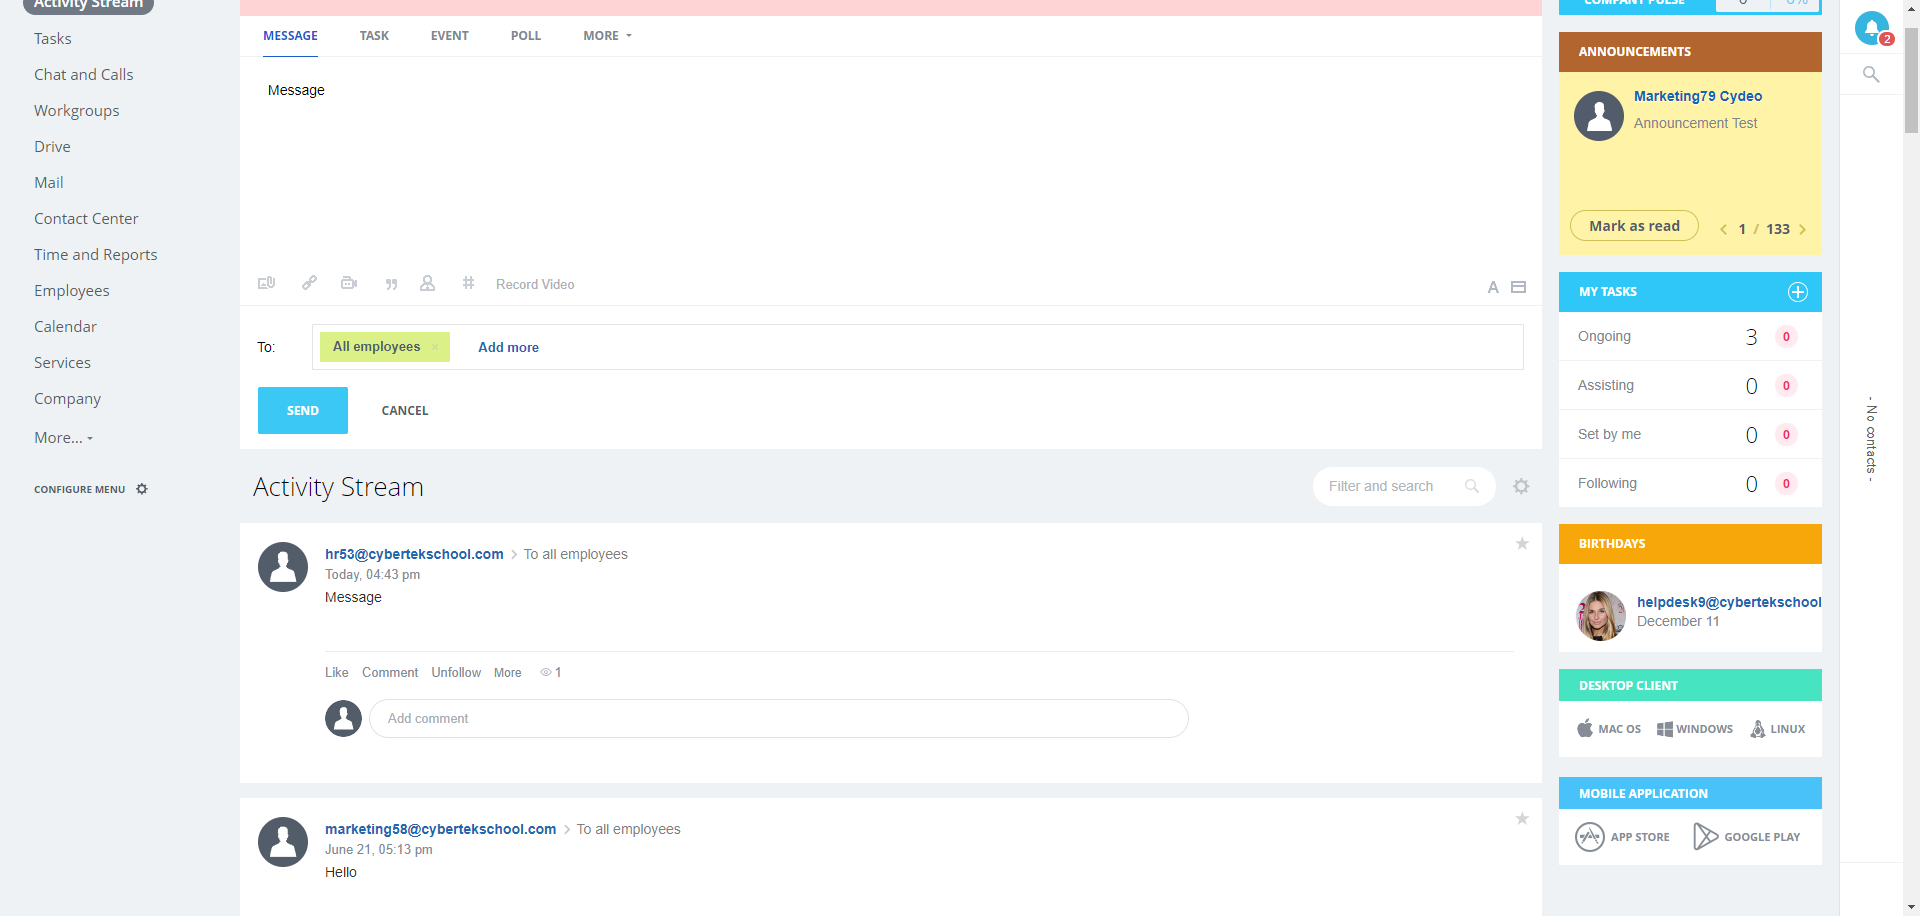 Activity Stream
Tasks
Chat and Calls
Workgroups
Drive
Mail
Contact Center
Time and Reports
Employees
Calendar
Services
Company
More...
CONFIGURE MENU
MESSAGE TASK EVENT POLL MORE
Message
Record Video
A
To: All employees × Add more
SEND CANCEL
Activity Stream
Filter and search
hr53@cybertekschool.com > To all employees
Today, 04:43 pm
Message
Like Comment Unfollow More 1
Add comment
marketing58@cybertekschool.com > To all employees
June 21, 05:13 pm
Hello
COMPANY PULSE 0 0%
ANNOUNCEMENTS
Marketing79 Cydeo
Announcement Test
Mark as read < 1 / 133 >
MY TASKS
Ongoing 3 0
Assisting 0 0
Set by me 0 0
Following 0 0
BIRTHDAYS
helpdesk9@cybertekschool
December 11
DESKTOP CLIENT
MAC OS WINDOWS LINUX
MOBILE APPLICATION
APP STORE GOOGLE PLAY
2
- No contacts -